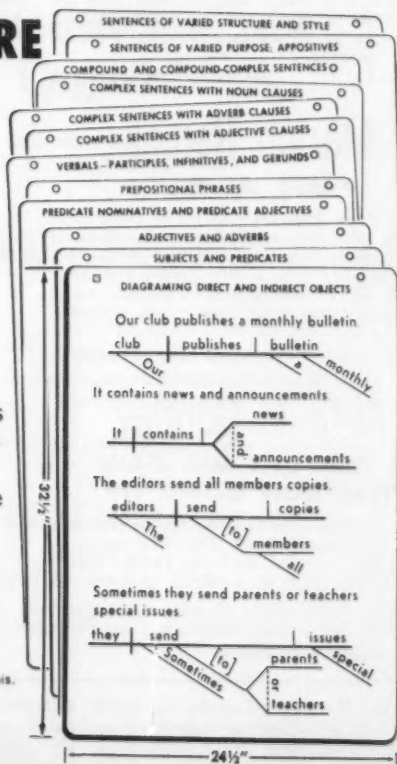 RE
SENTENCES OF VARIED STRUCTURE AND STYLE
SENTENCES OF VARIED PURPOSE; APPOSITIVES
COMPOUND AND COMPOUND-COMPLEX SENTENCES
COMPLEX SENTENCES WITH NOUN CLAUSES
COMPLEX SENTENCES WITH ADVERB CLAUSES
COMPLEX SENTENCES WITH ADJECTIVE CLAUSES
VERBALS—PARTICIPLES, INFINITIVES, AND GERUNDS
PREPOSITIONAL PHRASES
PREDICATE NOMINATIVES AND PREDICATE ADJECTIVES
ADJECTIVES AND ADVERBS
SUBJECTS AND PREDICATES
DIAGRAMING DIRECT AND INDIRECT OBJECTS
Our club publishes a monthly bulletin.
club publishes bulletin
Our a monthly
It contains news and announcements.
news
It contains and
announcements
The editors send all members copies.
editors send copies
The [to] members
all
Sometimes they send parents or teachers
special issues.
they send issues
Sometimes [to] parents special
or
teachers
32½"
24½"
is.